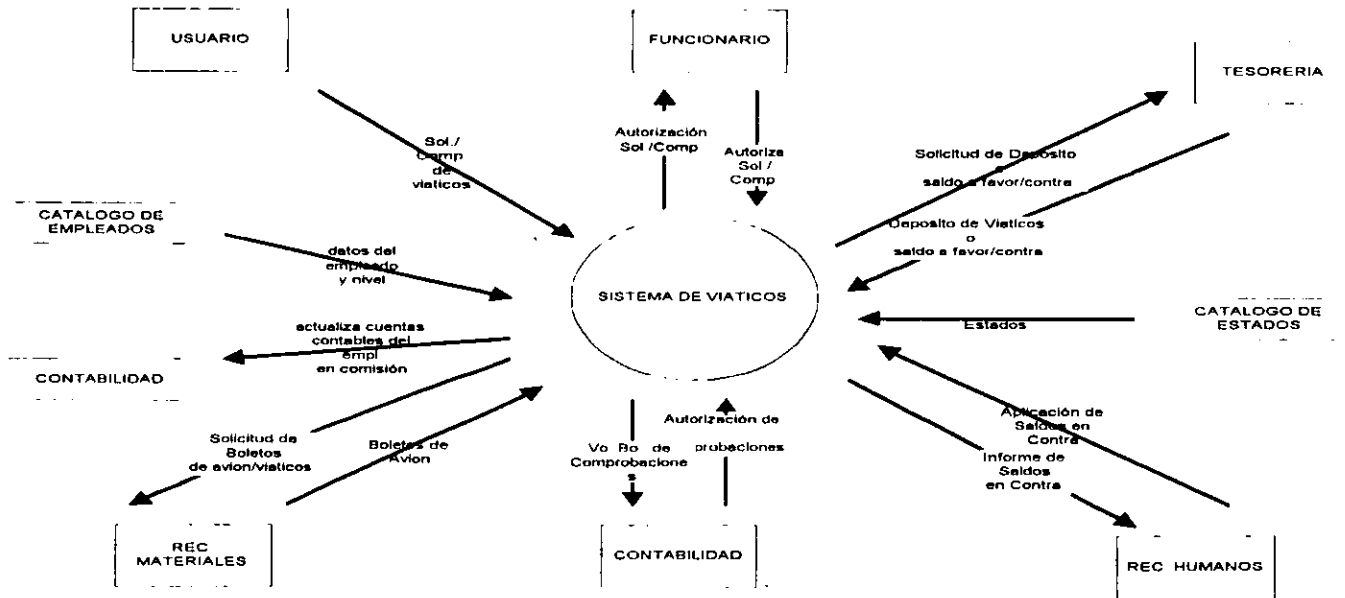 USUARIO
FUNCIONARIO
TESORERIA
Sol./
Comp
de
viaticos
Autorización
Sol /Comp
Autoriza
Sol /
Comp
Solicitud de Deposito
o
saldo a favor/contra
CATALOGO DE
EMPLEADOS
datos del
empleado
y nivel
Deposito de Viaticos
o
saldo a favor/contra
SISTEMA DE VIATICOS
CATALOGO DE
ESTADOS
Estados
actualiza cuentas
contables del
empl
en comisión
CONTABILIDAD
Solicitud de
Boletos
de avion/viaticos
Boletos de
Avion
Vo Bo de
Comprobacione
s
Autorización de
probaciones
Aplicación de
Saldos en
Contra
Informe de
Saldos
en Contra
REC
MATERIALES
CONTABILIDAD
REC HUMANOS